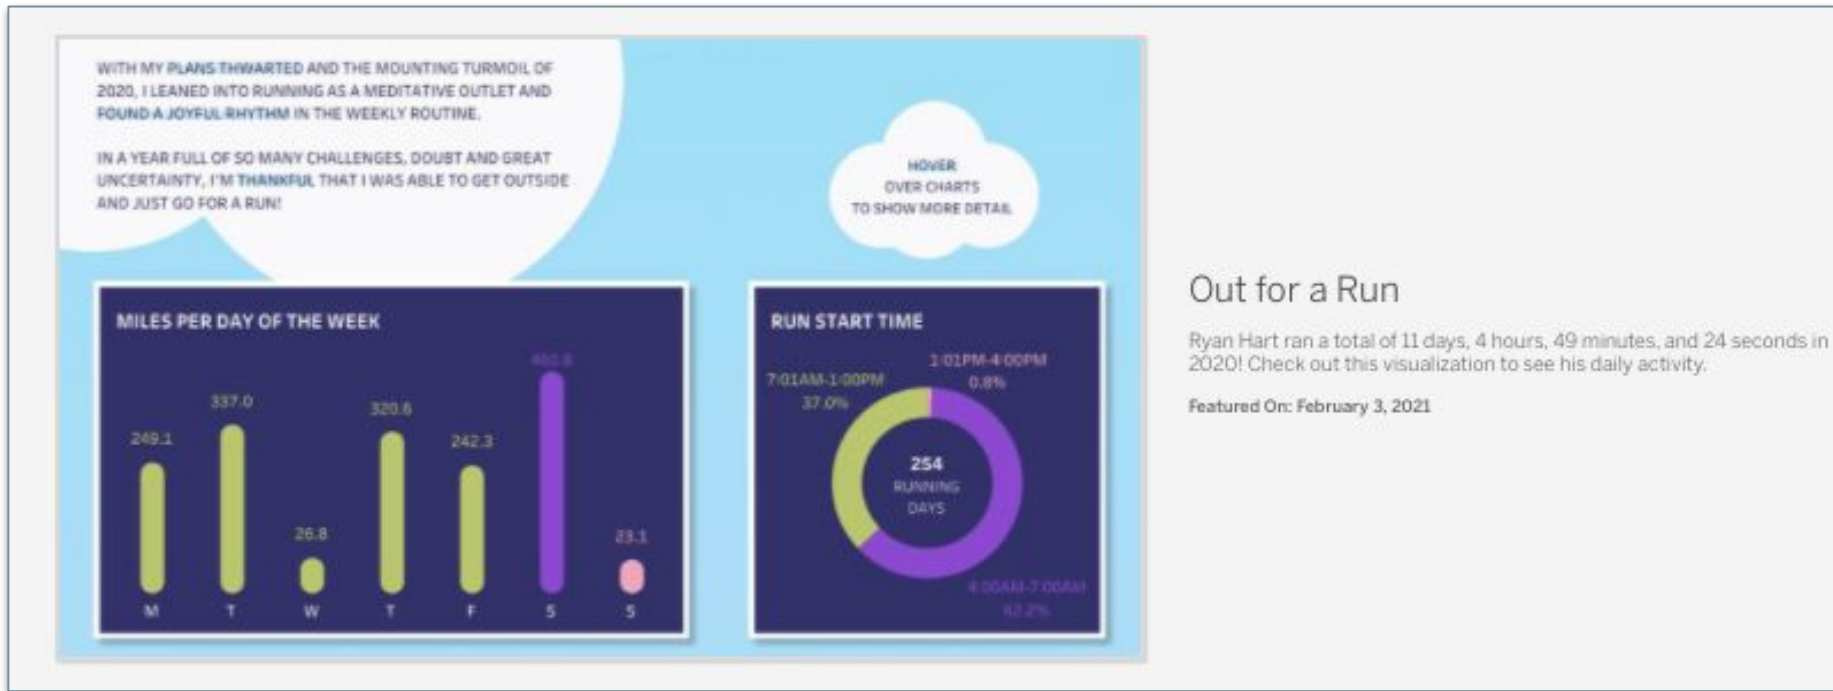 WITH MY PLANS THWARTED AND THE MOUNTING TURMOIL OF
2020, I LEANED INTO RUNNING AS A MEDITATIVE OUTLET AND
FOUND A JOYFUL RHYTHM IN THE WEEKLY ROUTINE.
IN A YEAR FULL OF SO MANY CHALLENGES, DOUBT AND GREAT
UNCERTAINTY, I'M THANKFUL THAT I WAS ABLE TO GET OUTSIDE
AND JUST GO FOR A RUN!
HOVER
OVER CHARTS
TO SHOW MORE DETAIL
MILES PER DAY OF THE WEEK
249.1
337.0
26.8
320.6
242.3
23.1
M T W T F S S
RUN START TIME
1:01PM-4:00PM
0.8%
7:01AM-1:00PM
37.0%
254
RUNNING
DAYS
4:00AM-7:00AM
62.2%
Out for a Run
Ryan Hart ran a total of 11 days, 4 hours, 49 minutes, and 24 seconds in
2020! Check out this visualization to see his daily activity.
Featured On: February 3, 2021